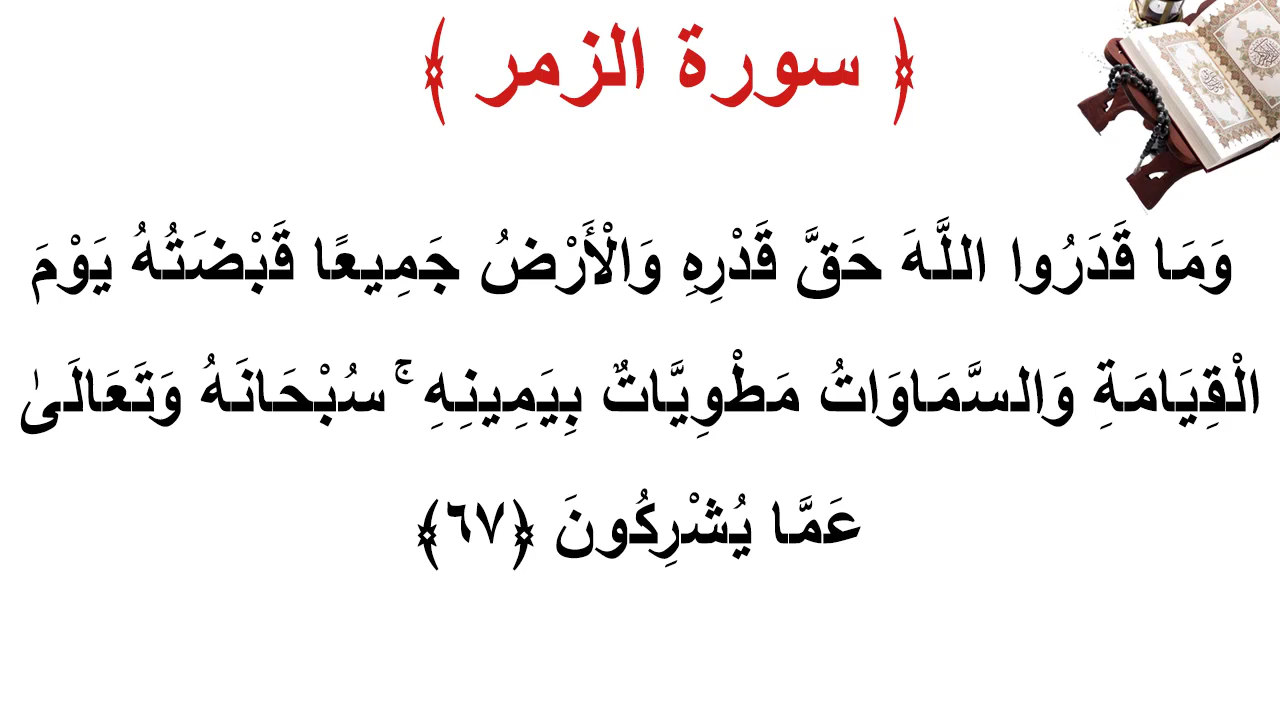 ﴿ سورة الزمر ﴾
وَمَا قَدَرُوا اللَّهَ حَقَّ قَدْرِهِ وَالْأَرْضُ جَمِيعًا قَبْضَتُهُ يَوْمَ
الْقِيَامَةِ وَالسَّمَاوَاتُ مَطْوِيَّاتٌ بِيَمِينِهِ ۚ سُبْحَانَهُ وَتَعَالَىٰ
عَمَّا يُشْرِكُونَ ﴿٦٧﴾